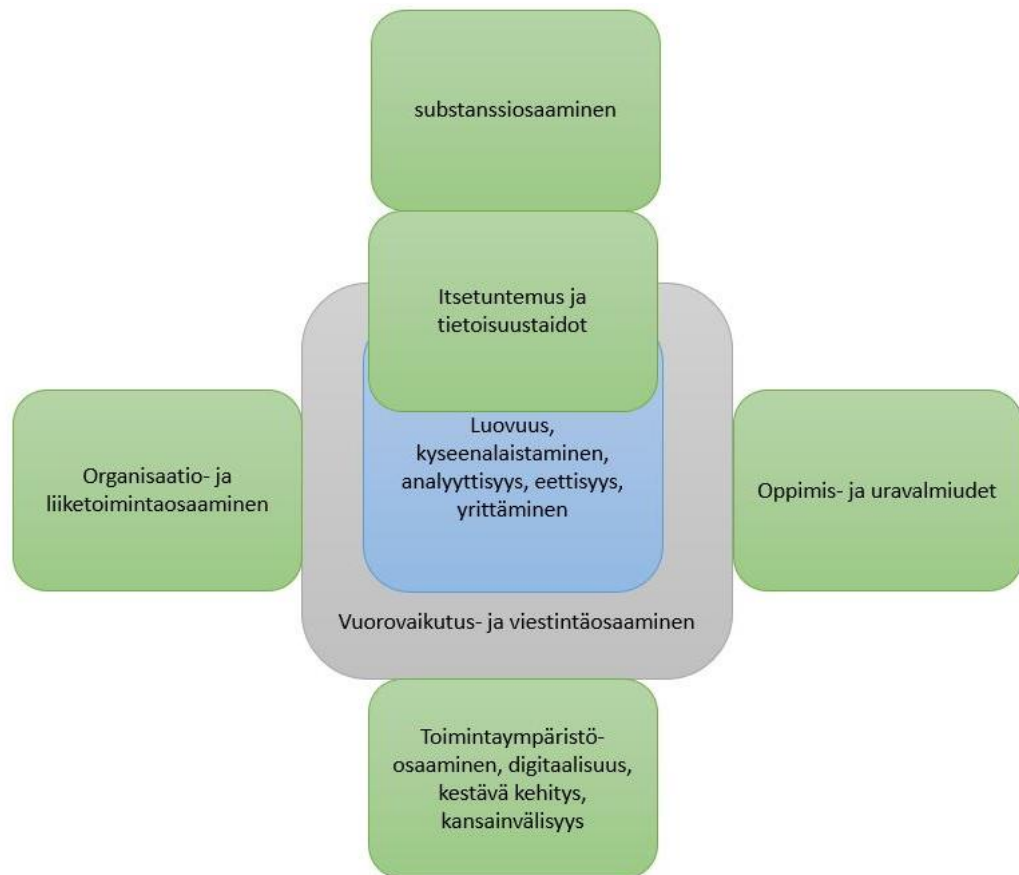 substanssiosaaminen
Itsetuntemus ja
tietoisuustaidot
Luovuus,
kyseenalaistaminen,
analyyttisyys, eettisyys,
yrittäminen
Organisaatio- ja
liiketoimintaosaaminen
Oppimis- ja uravalmiudet
Vuorovaikutus- ja viestintäosaaminen
Toimintaympäristö-
osaaminen, digitaalisuus,
kestävä kehitys,
kansainvälisyys